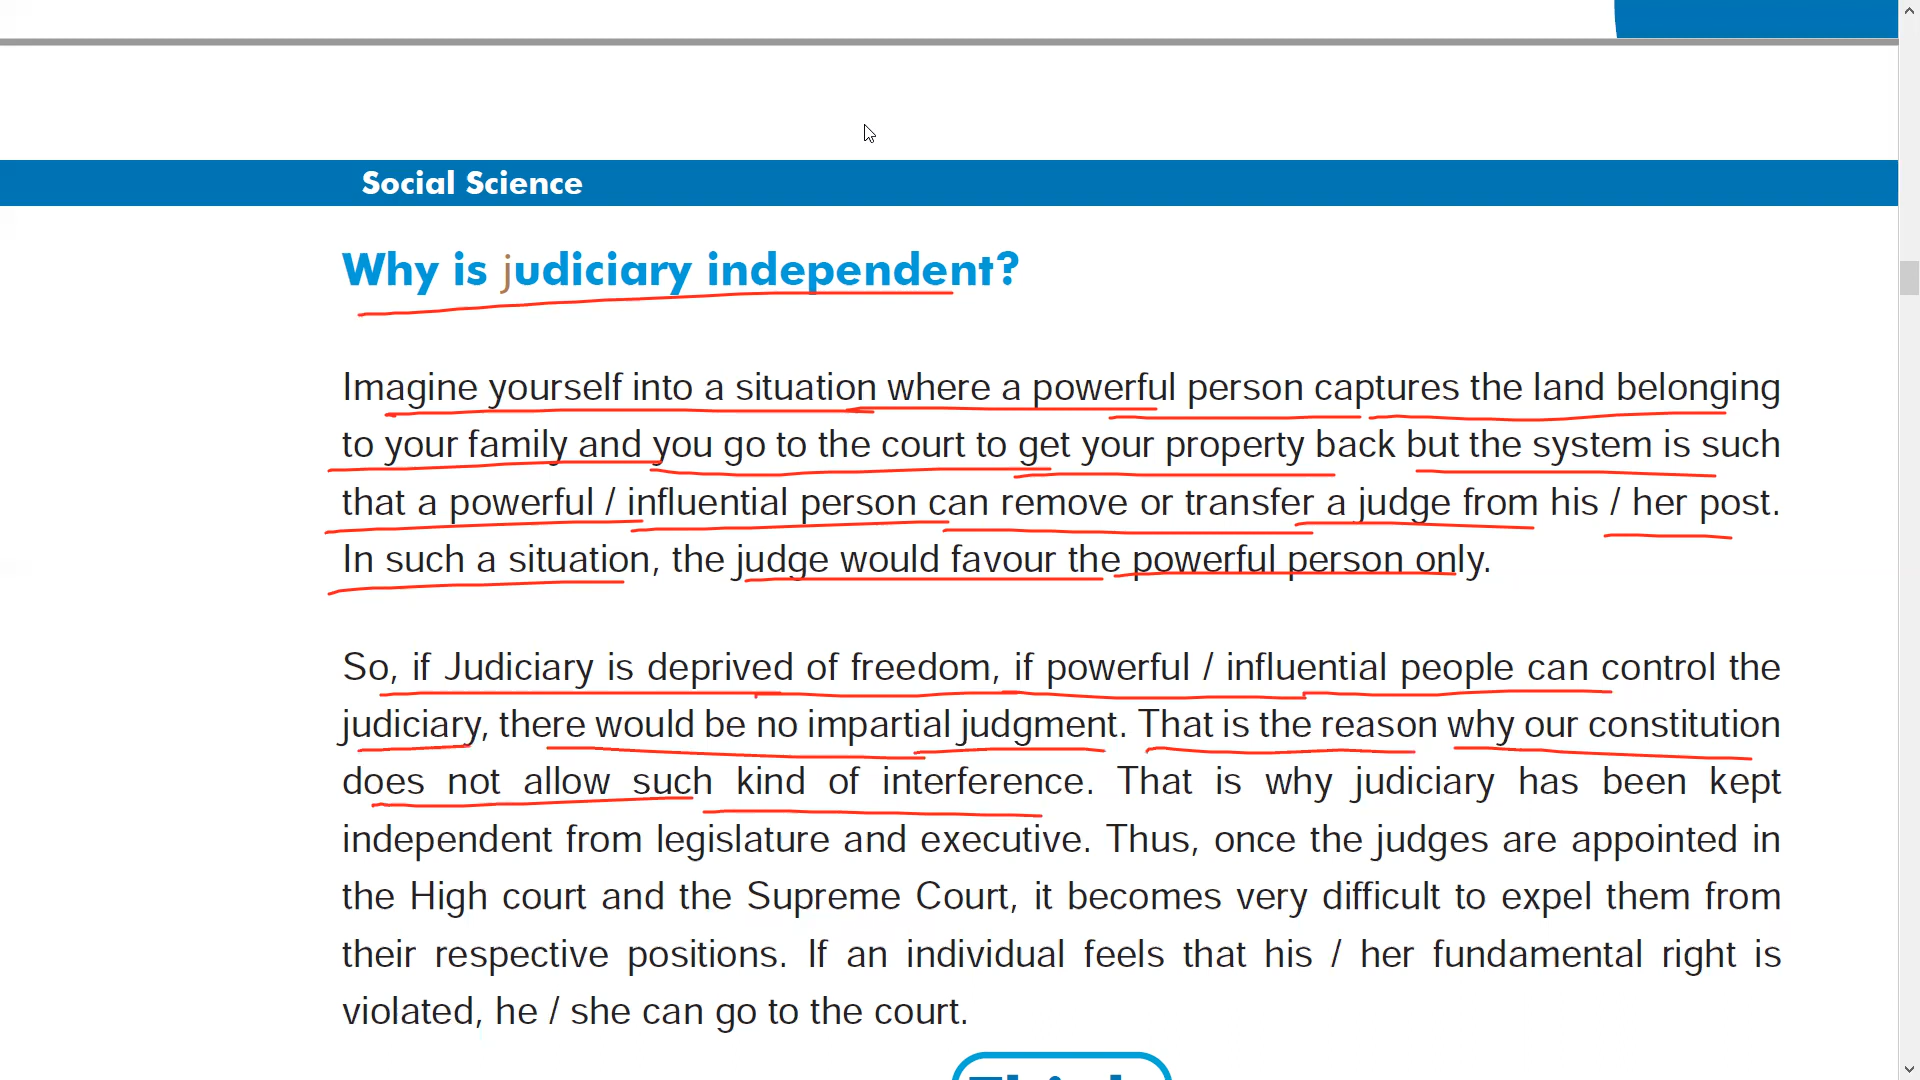 Social Science
Why is judiciary independent?
Imagine yourself into a situation where a powerful person captures the land belonging
to your family and you go to the court to get your property back but the system is such
that a powerful / influential person can remove or transfer a judge from his / her post.
In such a situation, the judge would favour the powerful person only.
So, if Judiciary is deprived of freedom, if powerful / influential people can control the
judiciary, there would be no impartial judgment. That is the reason why our constitution
does not allow such kind of interference. That is why judiciary has been kept
independent from legislature and executive. Thus, once the judges are appointed in
the High court and the Supreme Court, it becomes very difficult to expel them from
their respective positions. If an individual feels that his / her fundamental right is
violated, he / she can go to the court.